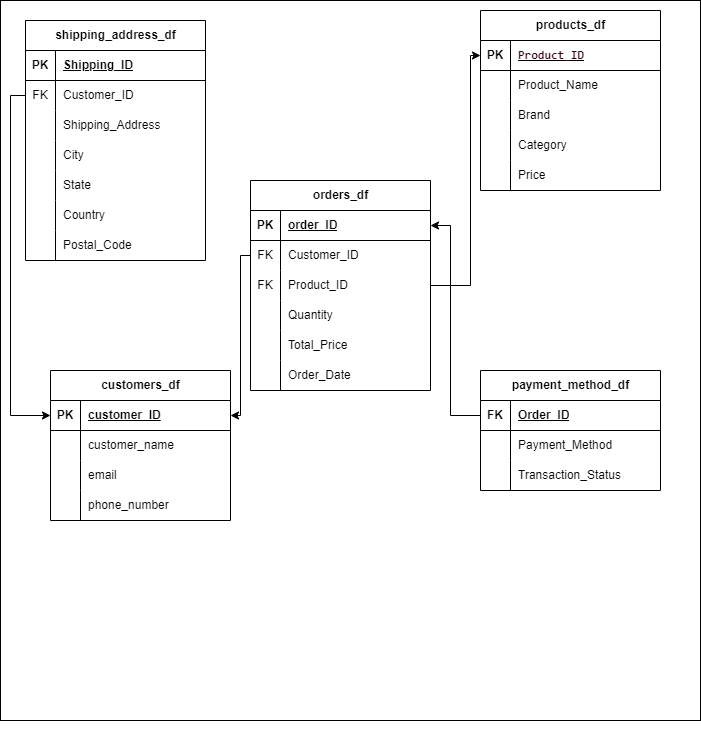 shipping_address_df
PK Shipping_ID
FK Customer_ID
Shipping_Address
City
State
Country
Postal_Code
products_df
PK Product_ID
Product_Name
Brand
Category
Price
orders_df
PK order_ID
FK Customer_ID
FK Product_ID
Quantity
Total_Price
Order_Date
customers_df
PK customer_ID
customer_name
email
phone_number
payment_method_df
FK Order_ID
Payment_Method
Transaction_Status